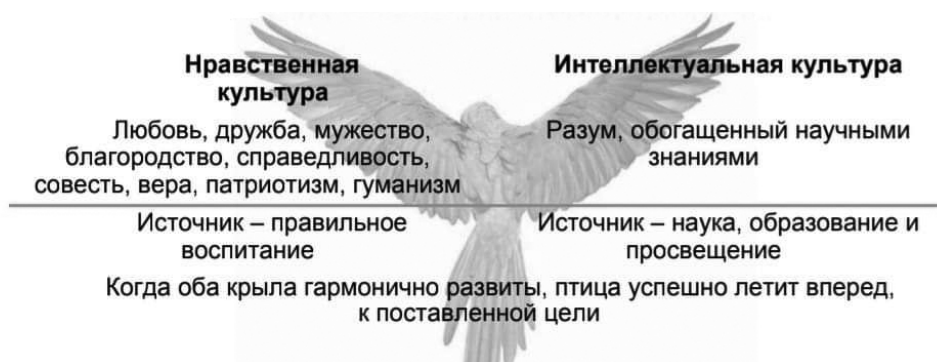 Нравственная
культура
Любовь, дружба, мужество,
благородство, справедливость,
совесть, вера, патриотизм, гуманизм
Интеллектуальная культура
Разум, обогащенный научными
знаниями
Источник – правильное
воспитание
Источник – наука, образование и
просвещение
Когда оба крыла гармонично развиты, птица успешно летит вперед,
к поставленной цели